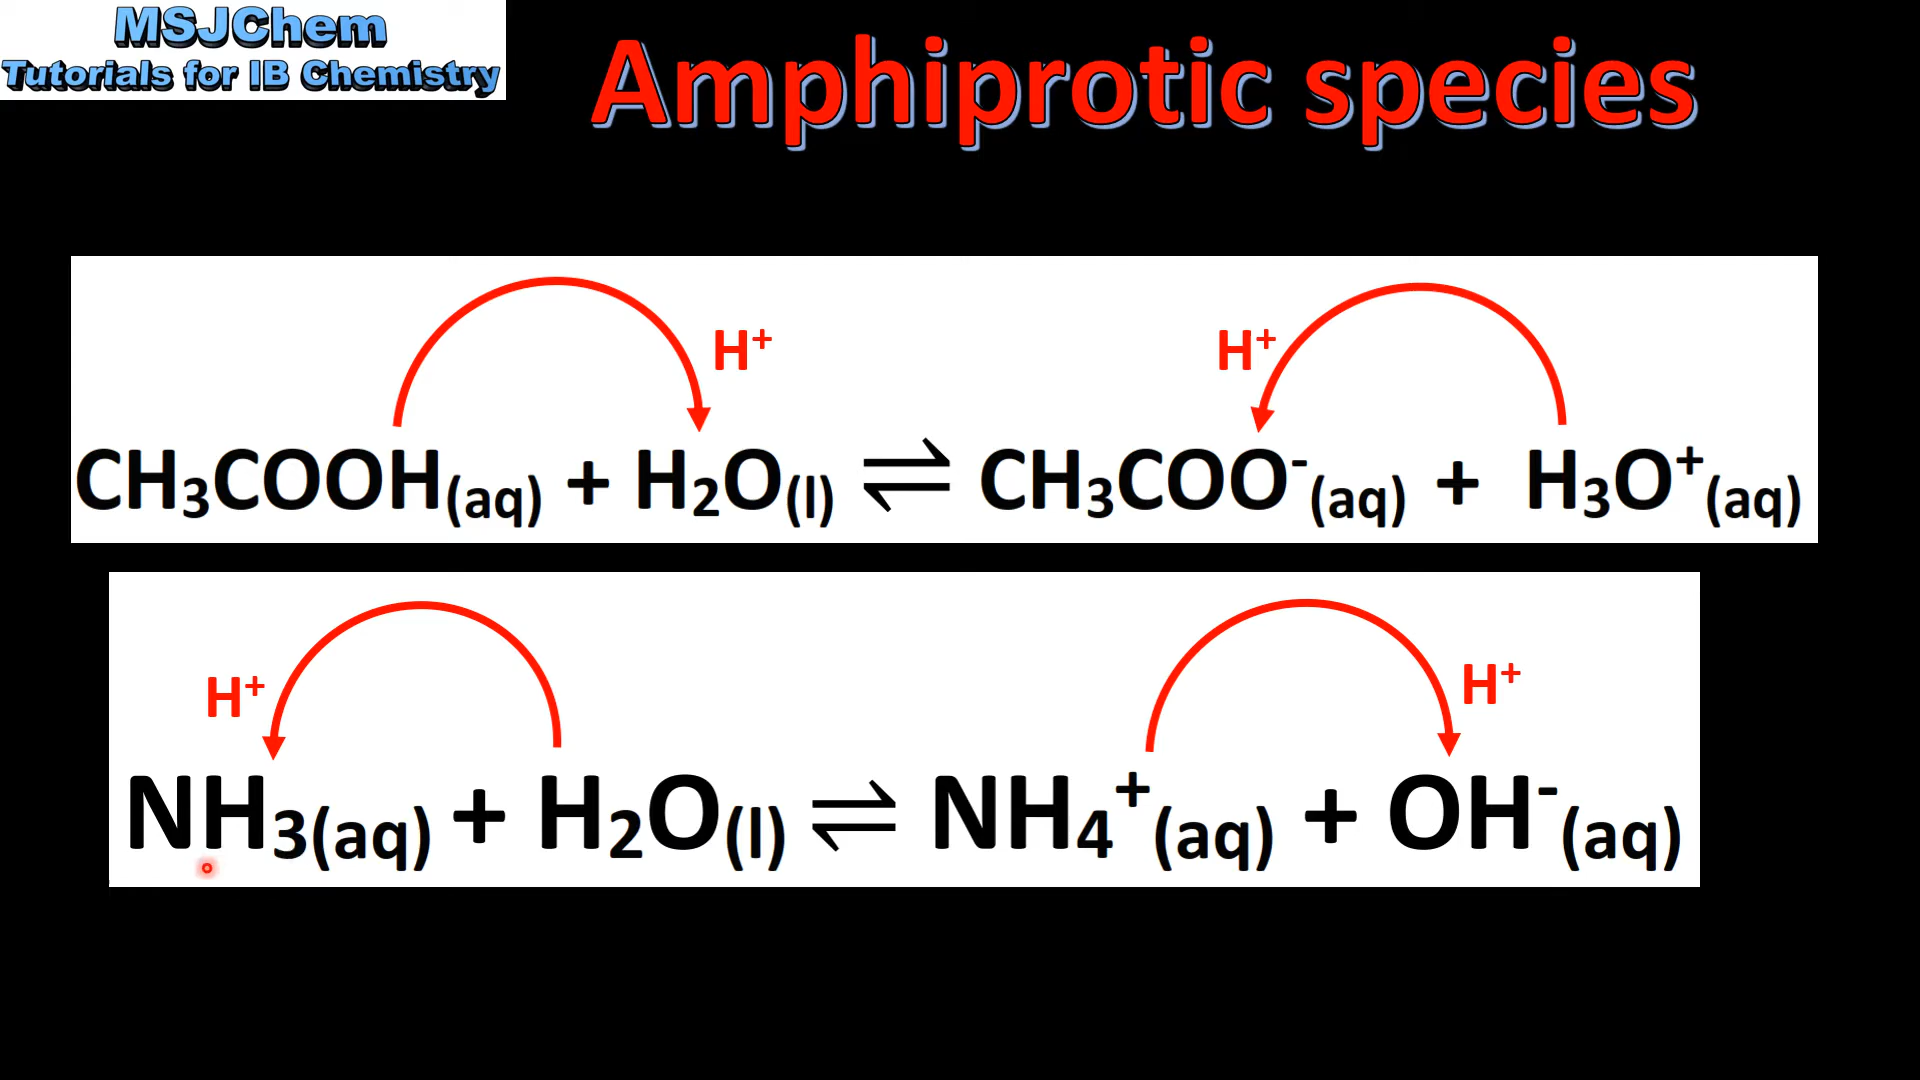 MSJChem
Tutorials for IB Chemistry
Amphiprotic species
H⁺ H⁺
CH₃COOH(aq) + H₂O(l) ⇌ CH₃COO⁻(aq) + H₃O⁺(aq)
H⁺ H⁺
NH₃(aq) + H₂O(l) ⇌ NH₄⁺(aq) + OH⁻(aq)